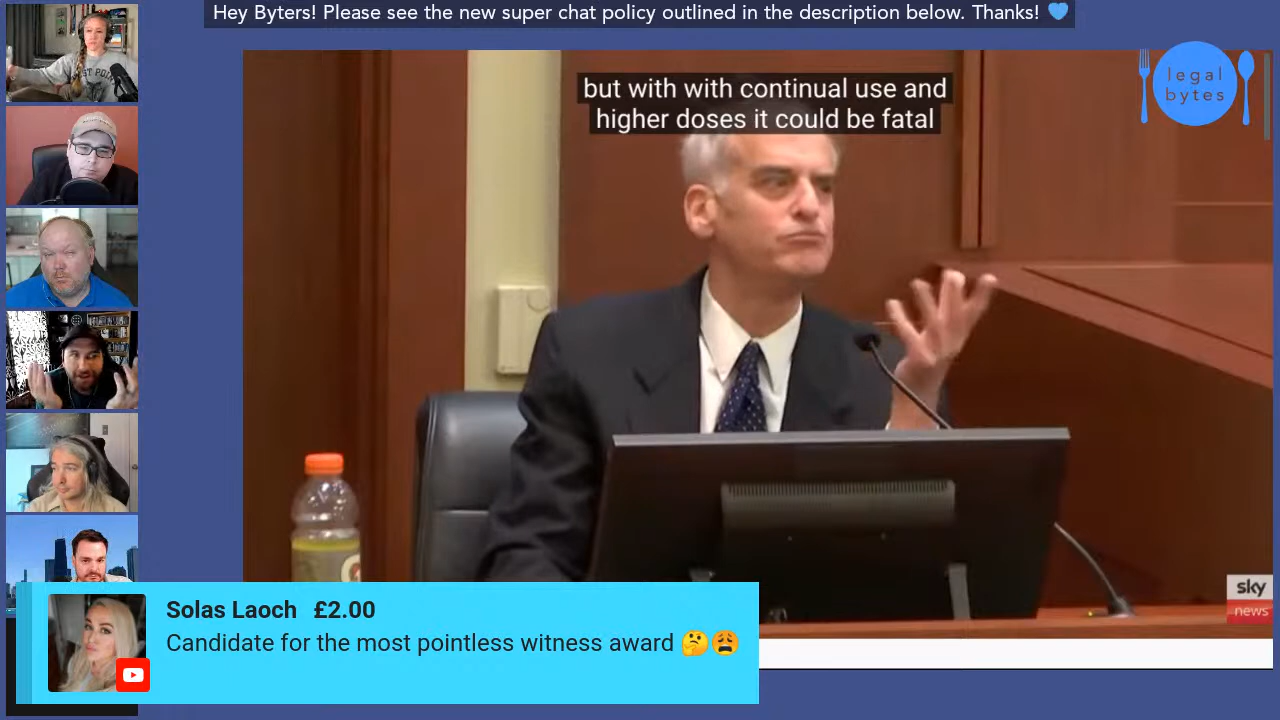 Hey Byters! Please see the new super chat policy outlined in the description below. Thanks! 💙
legal
bytes
but with with continual use and
higher doses it could be fatal
sky
news
Solas Laoch £2.00
Candidate for the most pointless witness award 🤔😩